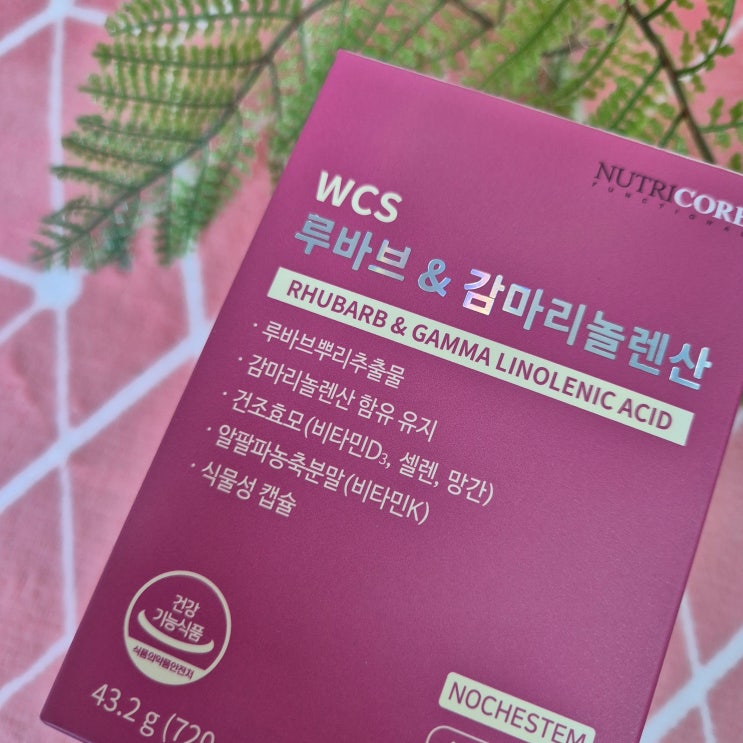 NUTRICORE
FUNCTIONAL
WCS
루바브 & 감마리놀렌산
RHUBARB & GAMMA LINOLENIC ACID
· 루바브뿌리추출물
· 감마리놀렌산 함유 유지
· 건조효모(비타민D₃, 셀렌, 망간)
· 알팔파농축분말(비타민K)
· 식물성 캡슐
건강
기능식품
식품의약품안전처
43.2 g (720
NOCHESTEM